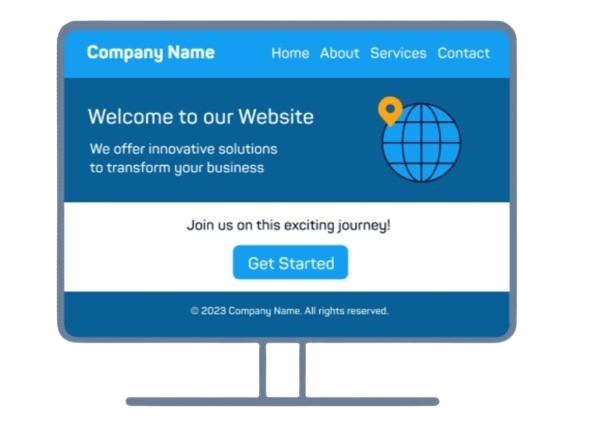 Company Name
Home About Services Contact
Welcome to our Website
We offer innovative solutions
to transform your business
Join us on this exciting journey!
Get Started
© 2023 Company Name. All rights reserved.